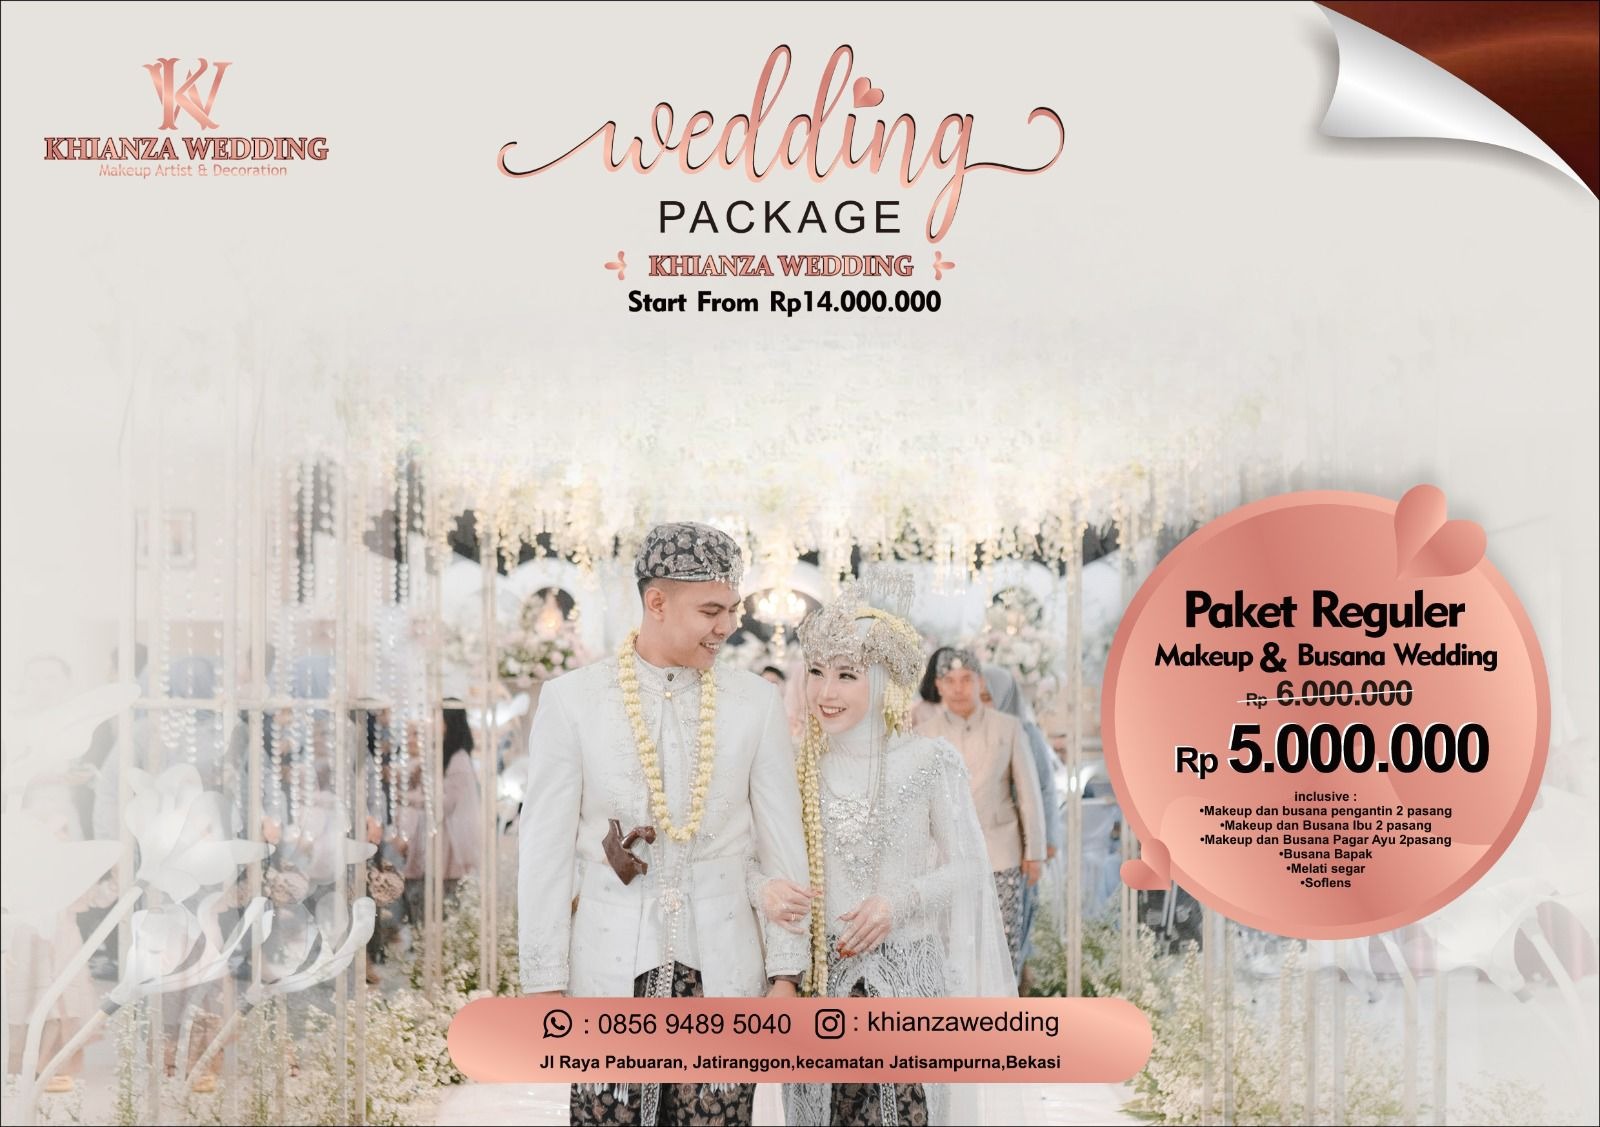 KW
KHIANZA WEDDING
Makeup Artist & Decoration
wedding
PACKAGE
KHIANZA WEDDING
Start From Rp14.000.000
Paket Reguler
Makeup & Busana Wedding
Rp 6.000.000
Rp 5.000.000
inclusive :
•Makeup dan busana pengantin 2 pasang
•Makeup dan Busana Ibu 2 pasang
•Makeup dan Busana Pagar Ayu 2pasang
•Busana Bapak
•Melati segar
•Soflens
: 0856 9489 5040 : khianzawedding
Jl Raya Pabuaran, Jatiranggon,kecamatan Jatisampurna,Bekasi